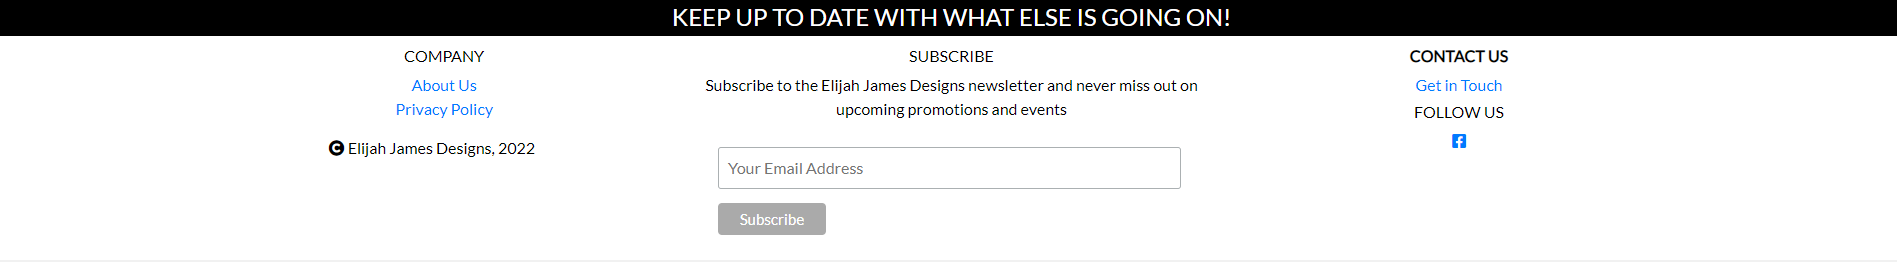 KEEP UP TO DATE WITH WHAT ELSE IS GOING ON!
COMPANY
About Us
Privacy Policy
Elijah James Designs, 2022
SUBSCRIBE
Subscribe to the Elijah James Designs newsletter and never miss out on
upcoming promotions and events
Your Email Address
Subscribe
CONTACT US
Get in Touch
FOLLOW US